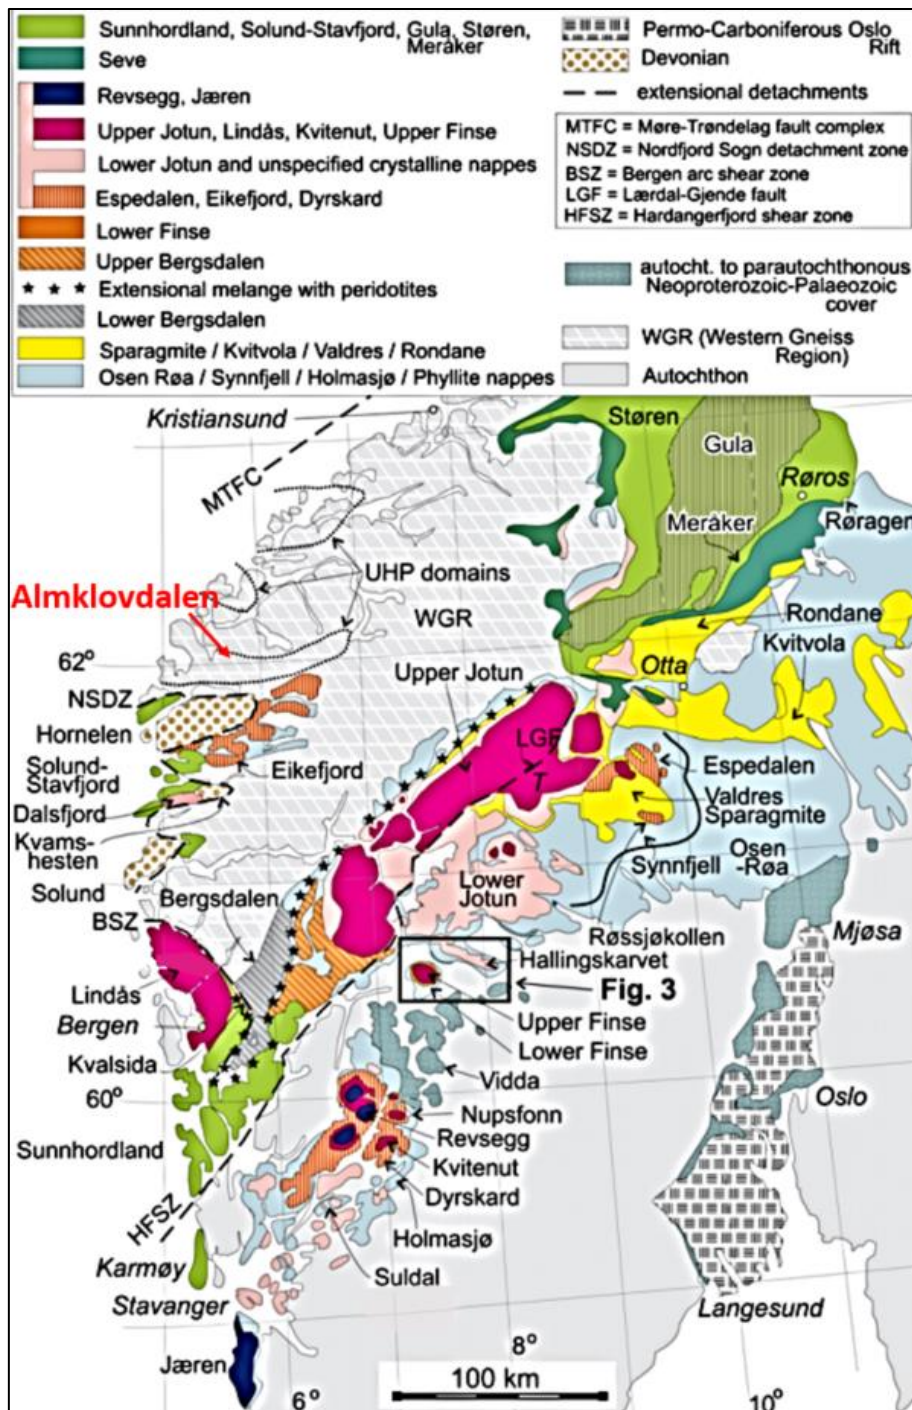 Sunnhordland, Solund-Stavfjord, Gula, Støren,
Meråker
Seve
Revsegg, Jæren
Upper Jotun, Lindås, Kvitenut, Upper Finse
Lower Jotun and unspecified crystalline nappes
Espedalen, Eikefjord, Dyrskard
Lower Finse
Upper Bergsdalen
Extensional melange with peridotites
Lower Bergsdalen
Sparagmite / Kvitvola / Valdres / Rondane
Osen Røa / Synnfjell / Holmasjø / Phyllite nappes
Permo-Carboniferous Oslo
Rift
Devonian
extensional detachments
MTFC = Møre-Trøndelag fault complex
NSDZ = Nordfjord Sogn detachment zone
BSZ = Bergen arc shear zone
LGF = Lærdal-Gjende fault
HFSZ = Hardangerfjord shear zone
autocht. to parautochthonous
Neoproterozoic-Palaeozoic
cover
WGR (Western Gneiss
Region)
Autochthon
Kristiansund
MTFC
Støren
Gula
Røros
Meråker
Røragen
UHP domains
Almklovdalen
WGR
Rondane
Kvitvola
62°
Upper Jotun
Otta
NSDZ
Hornelen
LGF
T
Eikefjord
Espedalen
Solund-
Stavfjord
Valdres
Sparagmite
Dalsfjord
Kvams-
hesten
Synnfjell
Osen
-Røa
Solund
Bergsdalen
Lower
Jotun
BSZ
Røssjøkollen
Mjøsa
Hallingskarvet
Lindås
Fig. 3
Bergen
Upper Finse
Lower Finse
Kvalsida
Vidda
60°
Oslo
Nupsfonn
Revsegg
Sunnhordland
Kvitenut
Dyrskard
HFSZ
Holmasjø
Karmøy
Suldal
Stavanger
Langesund
Jæren
8°
100 km
6°
10°